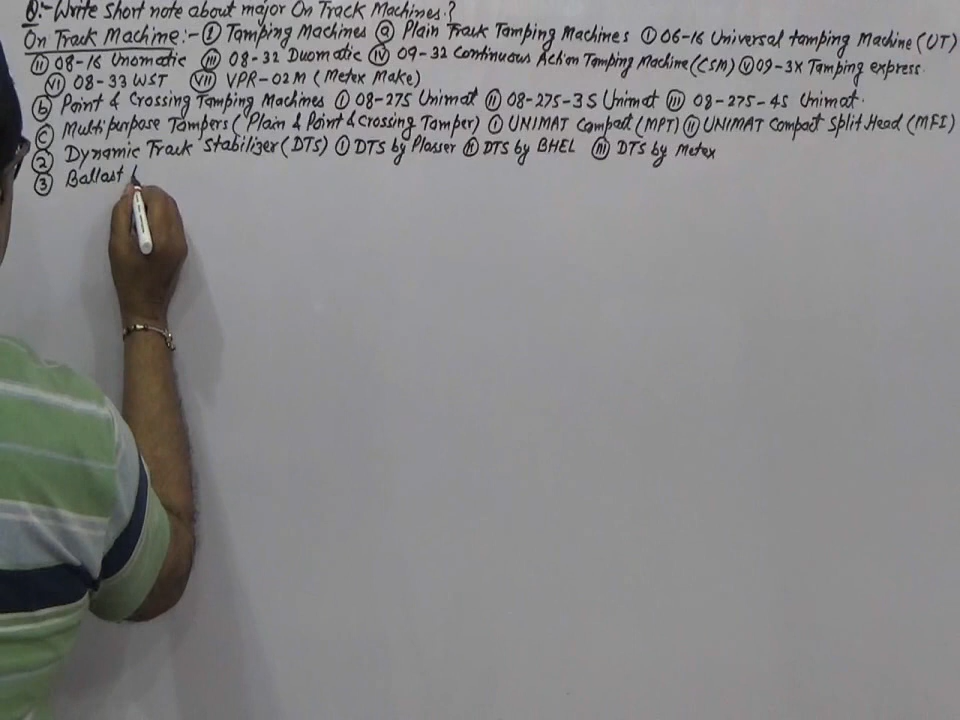 Q:- Write short note about major On Track Machines.?
On Track Machine:- ① Tamping Machines ⓐ Plain Track Tamping Machines ⓘ 06-16 Universal tamping Machine (UT)
ⓘⓘ 08-16 Unomatic ⓘⓘⓘ 08-32 Duomatic ⓘⓥ 09-32 Continuous Action Tamping Machine (CSM) ⓥ 09-3X Tamping express.
ⓥⓘ 08-33 WST ⓥⓘⓘ VPR-02M (Metex Make)
ⓑ Point & Crossing Tamping Machines ⓘ 08-275 Unimat ⓘⓘ 08-275-3S Unimat ⓘⓘⓘ 08-275-4S Unimat.
ⓒ Multipurpose Tampers (Plain & Point & Crossing Tamper) ⓘ UNIMAT Compact (MPT) ⓘⓘ UNIMAT Compact Split Head (MFI)
② Dynamic Track Stabilizer (DTS) ⓘ DTS by Plasser ⓘⓘ DTS by BHEL ⓘⓘⓘ DTS by Metex
③ Ballast